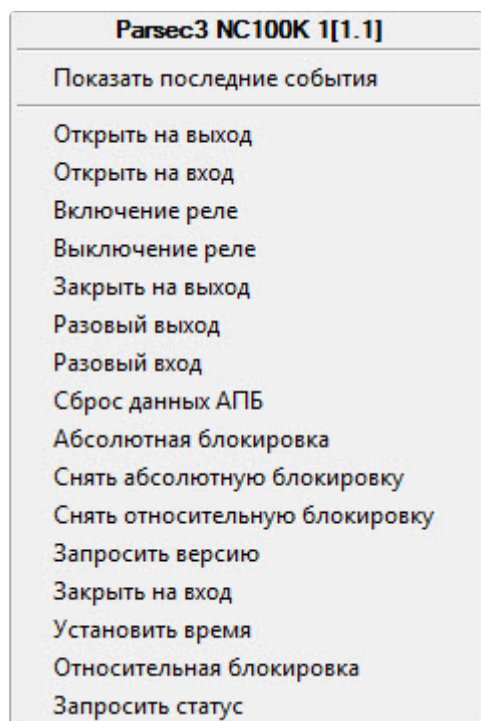 Parsec3 NC100K 1[1.1]
Показать последние события
Открыть на выход
Открыть на вход
Включение реле
Выключение реле
Закрыть на выход
Разовый выход
Разовый вход
Сброс данных АПБ
Абсолютная блокировка
Снять абсолютную блокировку
Снять относительную блокировку
Запросить версию
Закрыть на вход
Установить время
Относительная блокировка
Запросить статус